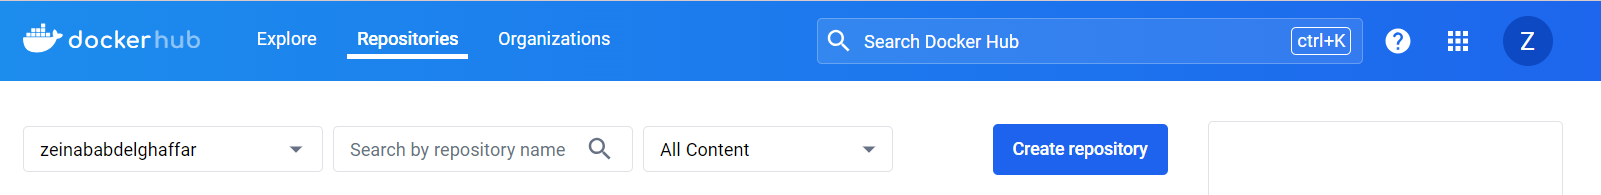 docker hub Explore Repositories Organizations Search Docker Hub ctrl+K ? Z
zeinababdelghaffar Search by repository name All Content Create repository